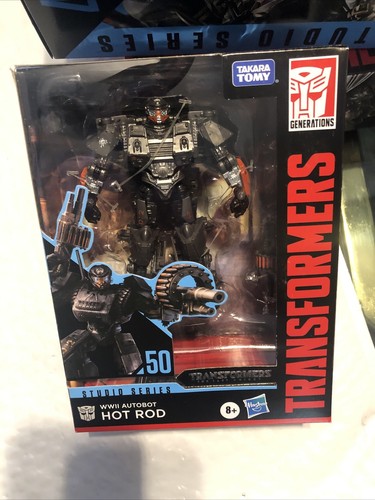 STUDIO SERIES
TAKARA
TOMY
GENERATIONS
TRANSFORMERS
50
TRANSFORMERS
STUDIO SERIES
WWII AUTOBOT
HOT ROD
8+
Hasbro